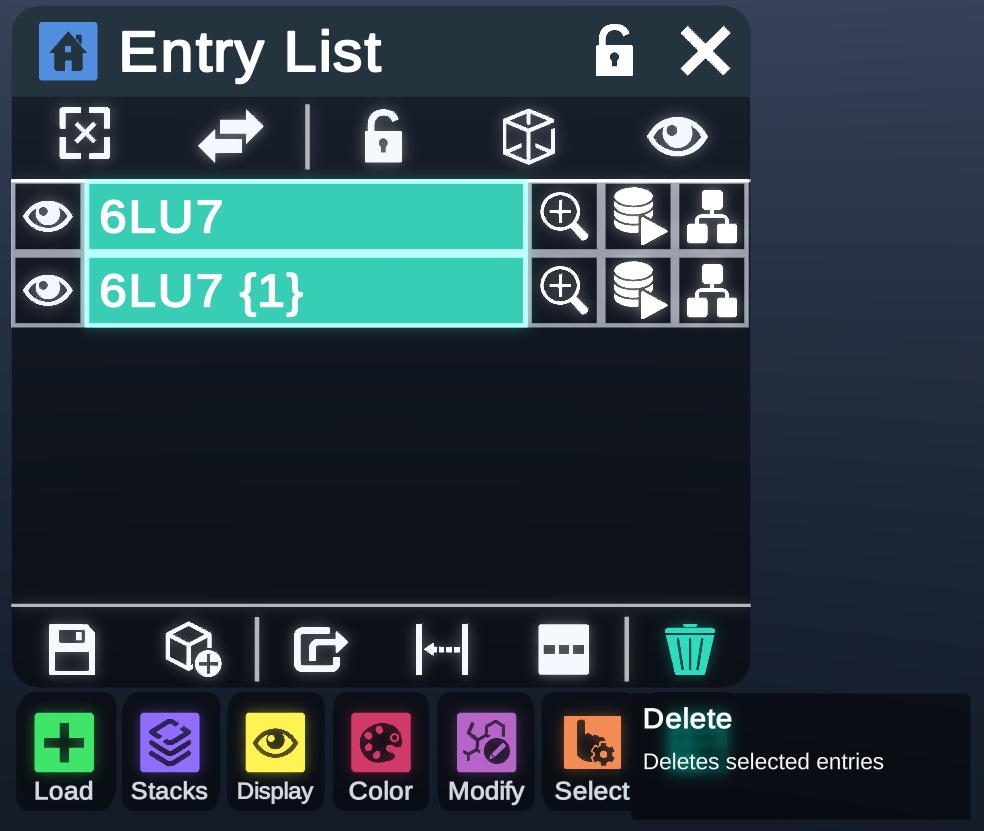 Entry List
6LU7
6LU7 {1}
Load
Stacks
Display
Color
Modify
Select
Delete
Deletes selected entries